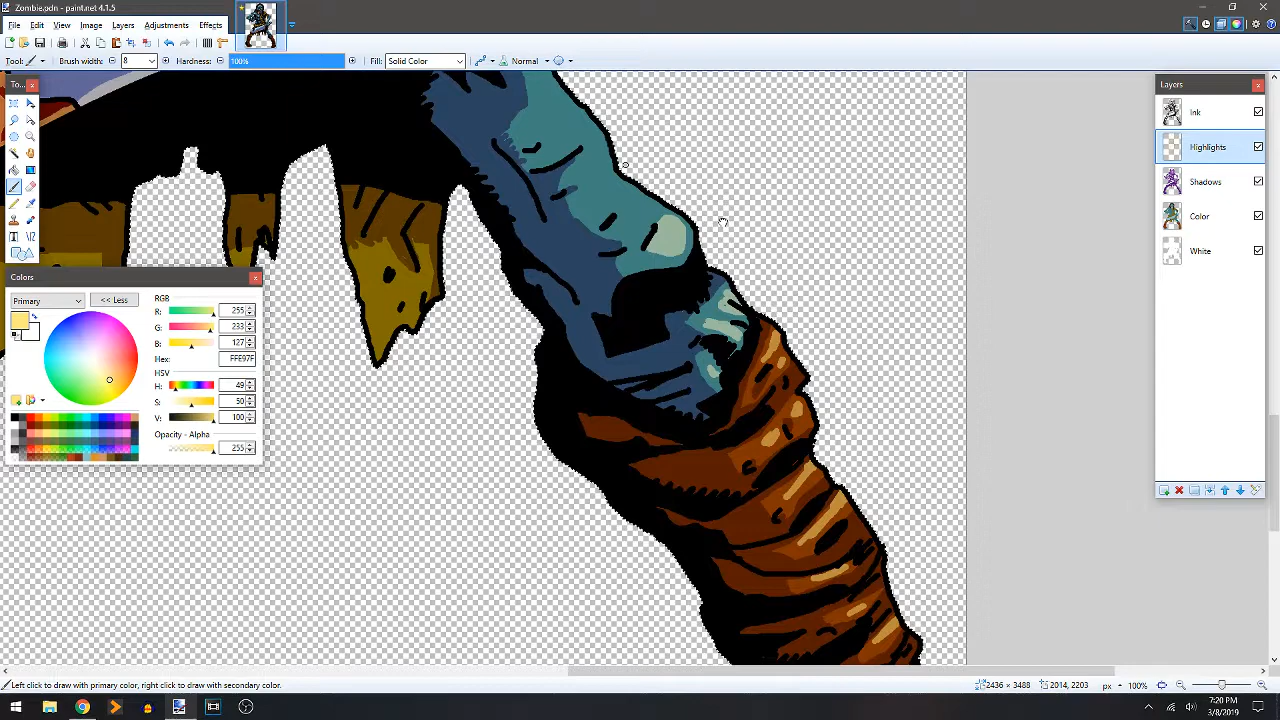 Zombie.pdn - paint.net 4.1.5
File Edit View Image Layers Adjustments Effects
Tool: Brush width: 8 Hardness: 100% Fill: Solid Color Normal
To...
Layers
Ink
Highlights
Shadows
Color
White
Colors
Primary << Less RGB
R: 255
G: 233
B: 127
Hex: FFE97F
HSV
H: 49
S: 50
V: 100
Opacity - Alpha
255
Left click to draw with primary color, right click to draw with secondary color. 2436 × 3488 2014, 2203 px 100%
7:20 PM
3/8/2019